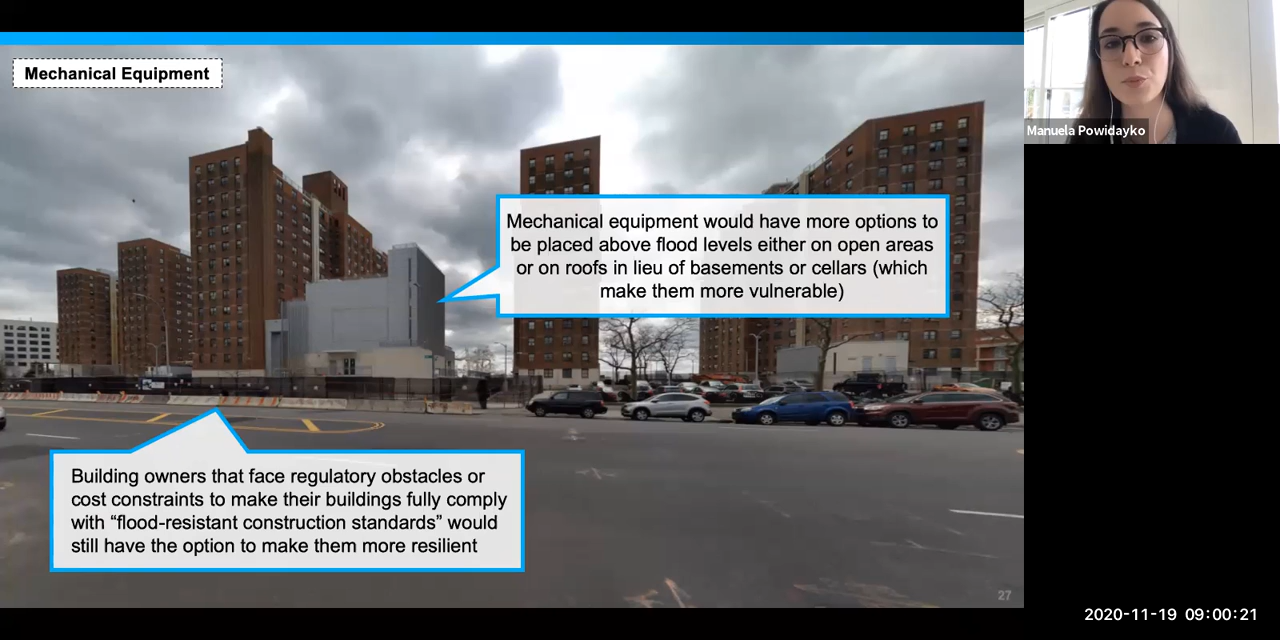 Mechanical Equipment
Manuela Powidayko
Mechanical equipment would have more options to
be placed above flood levels either on open areas
or on roofs in lieu of basements or cellars (which
make them more vulnerable)
Building owners that face regulatory obstacles or
cost constraints to make their buildings fully comply
with “flood-resistant construction standards” would
still have the option to make them more resilient
27
2020-11-19 09:00:21